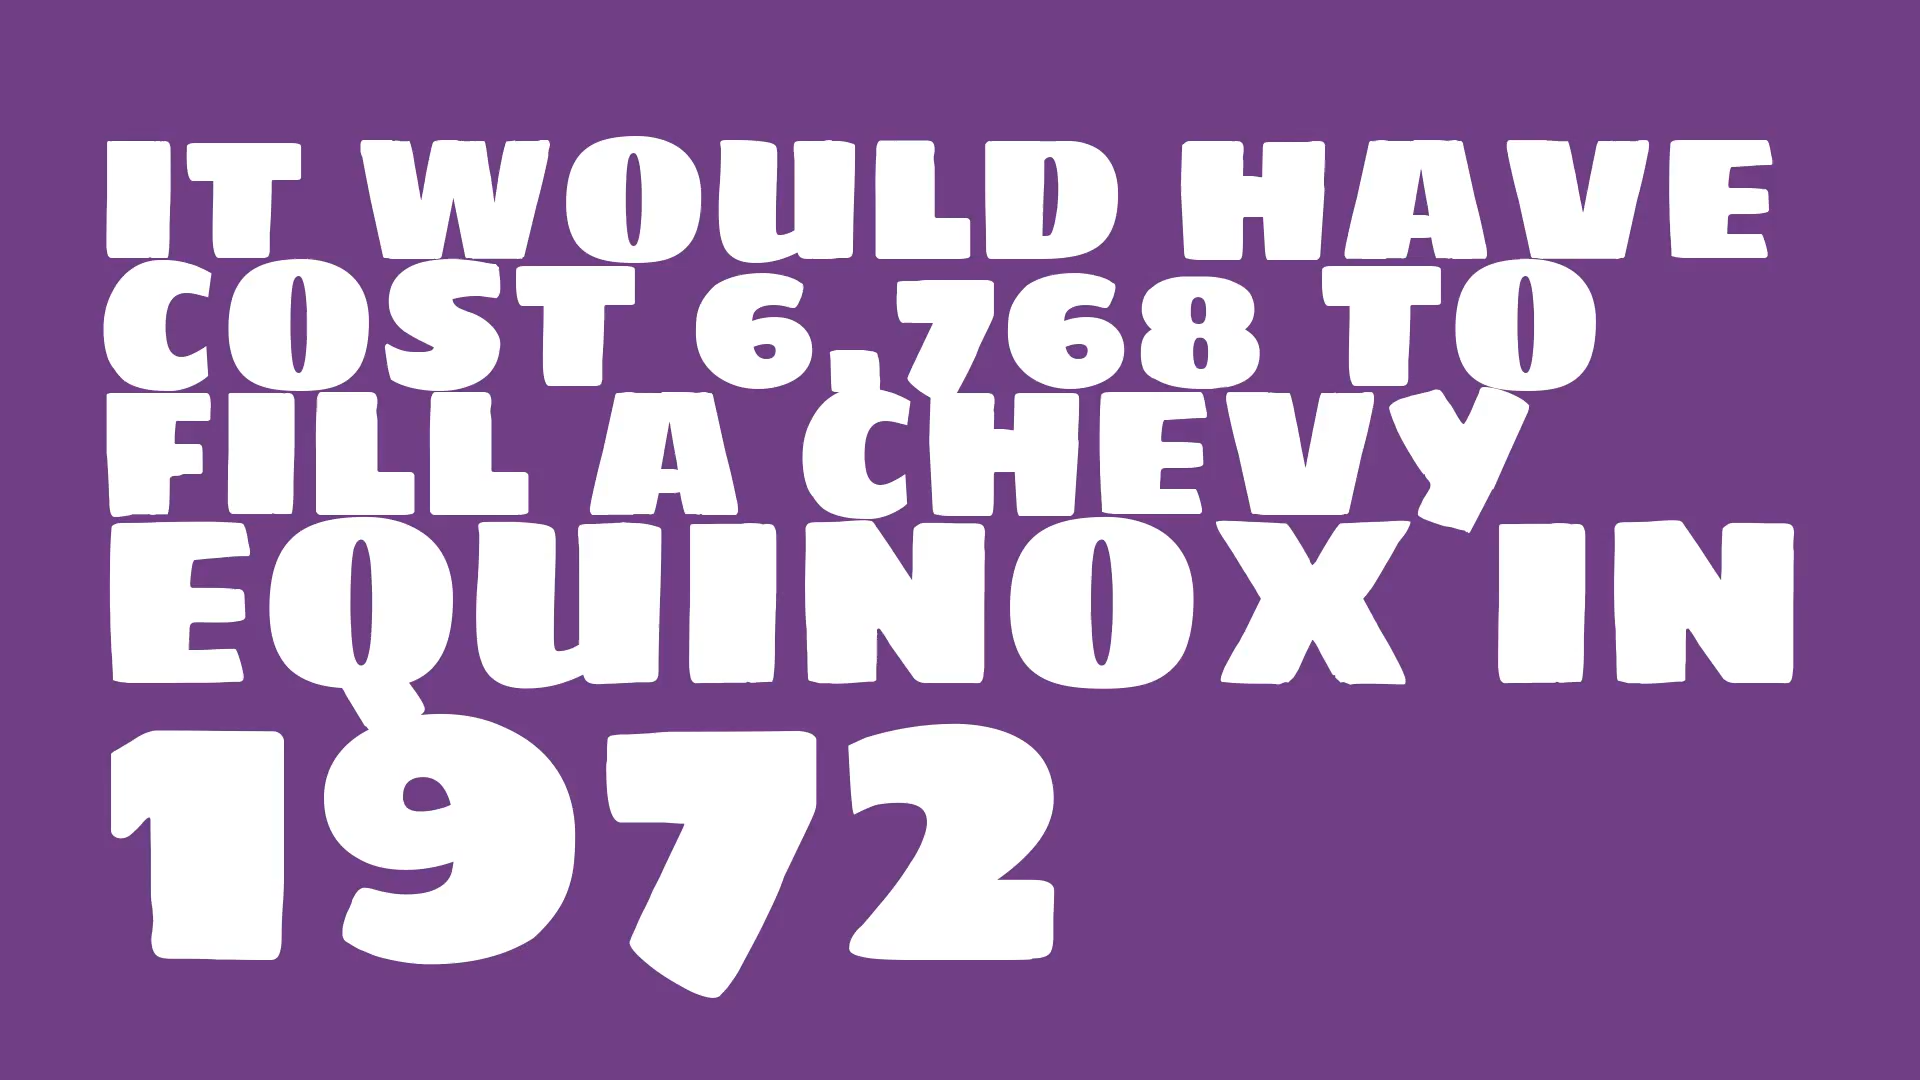 IT WOULD HAVE
COST 6,768 TO
FILL A CHEVY
EQUINOX IN
1972